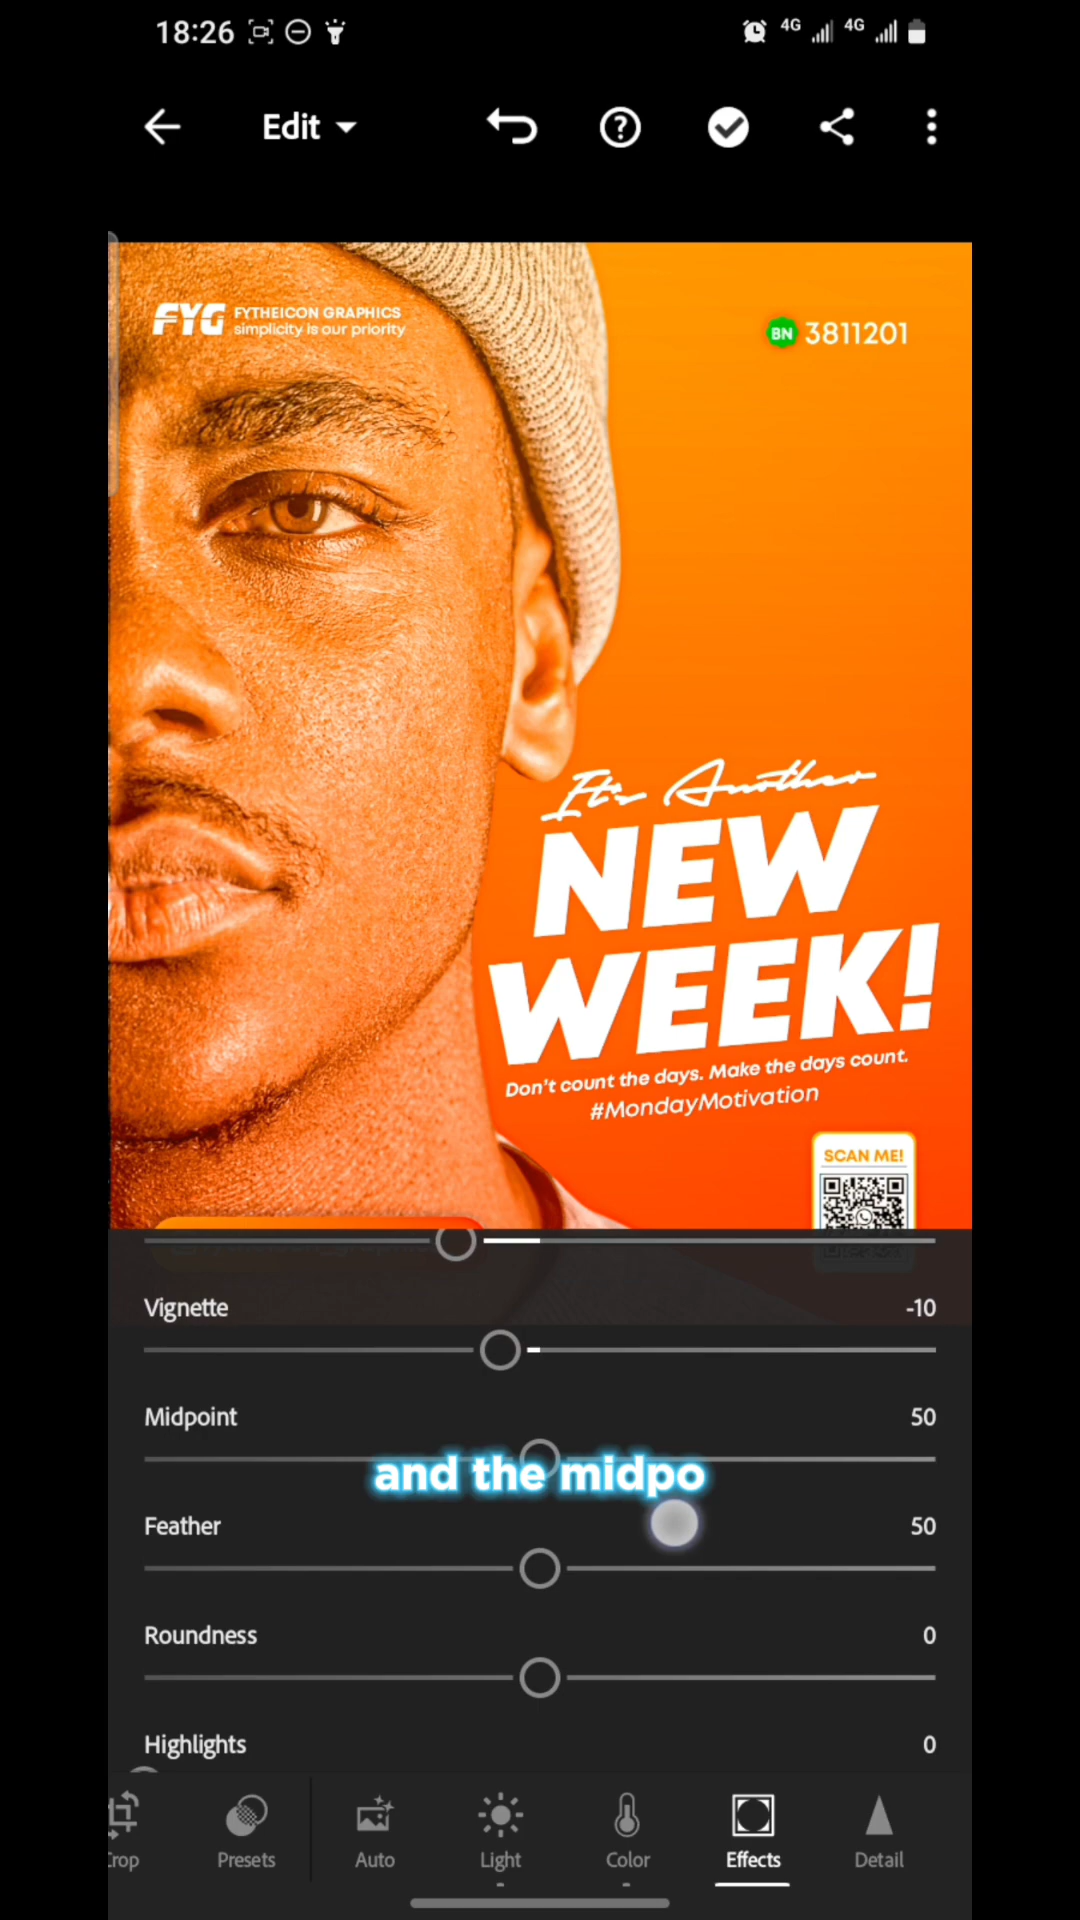 18:26
4G 4G
Edit
FYG FYTHEICON GRAPHICS
simplicity is our priority
BN 3811201
It's Another
NEW
WEEK!
Don't count the days. Make the days count.
#MondayMotivation
SCAN ME!
Vignette -10
Midpoint 50
and the midpo
Feather 50
Roundness 0
Highlights 0
rop Presets Auto Light Color Effects Detail